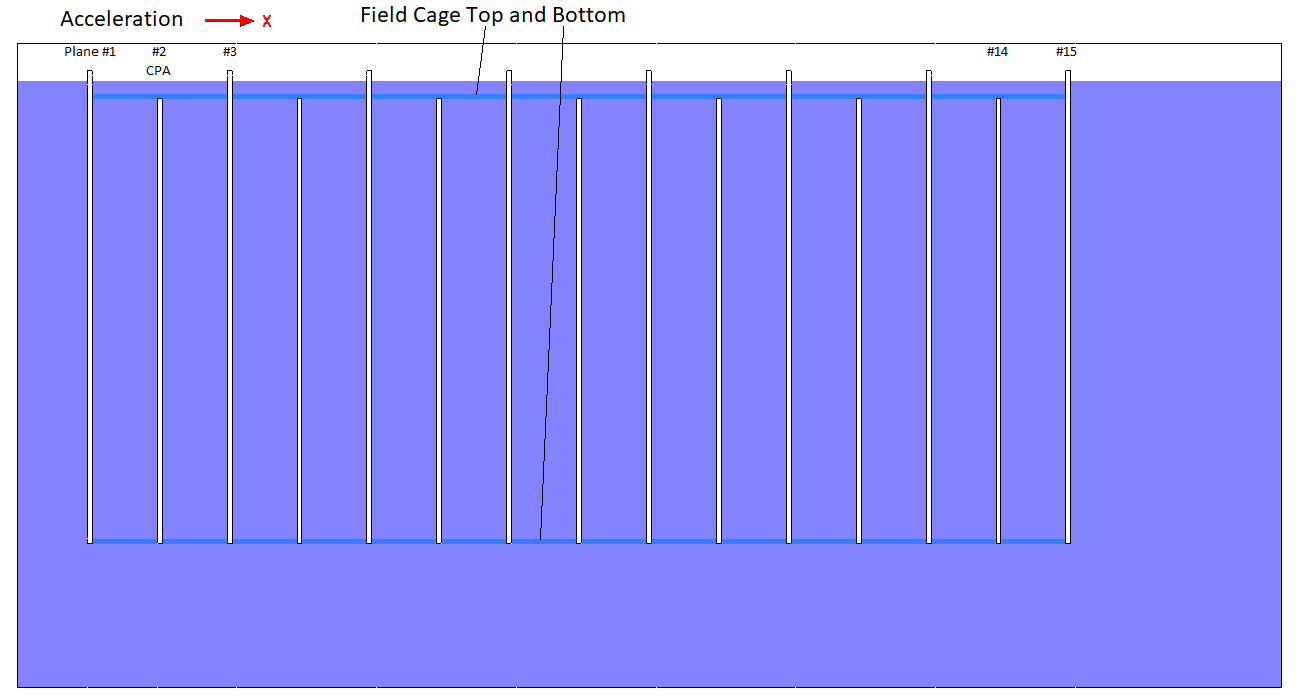 Acceleration x
Field Cage Top and Bottom
Plane #1 #2 #3 #14 #15
CPA